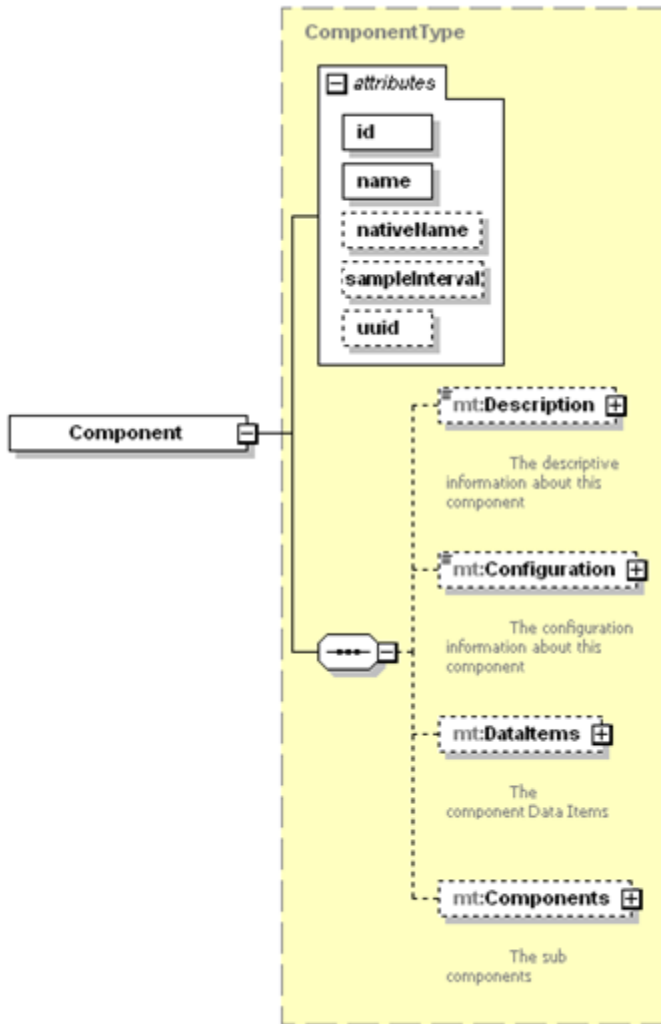 ComponentType
attributes
id
name
nativeName
sampleInterval
uuid
Component
mt:Description
The descriptive
information about this
component
mt:Configuration
The configuration
information about this
component
mt:DataItems
The
component Data Items
mt:Components
The sub
components